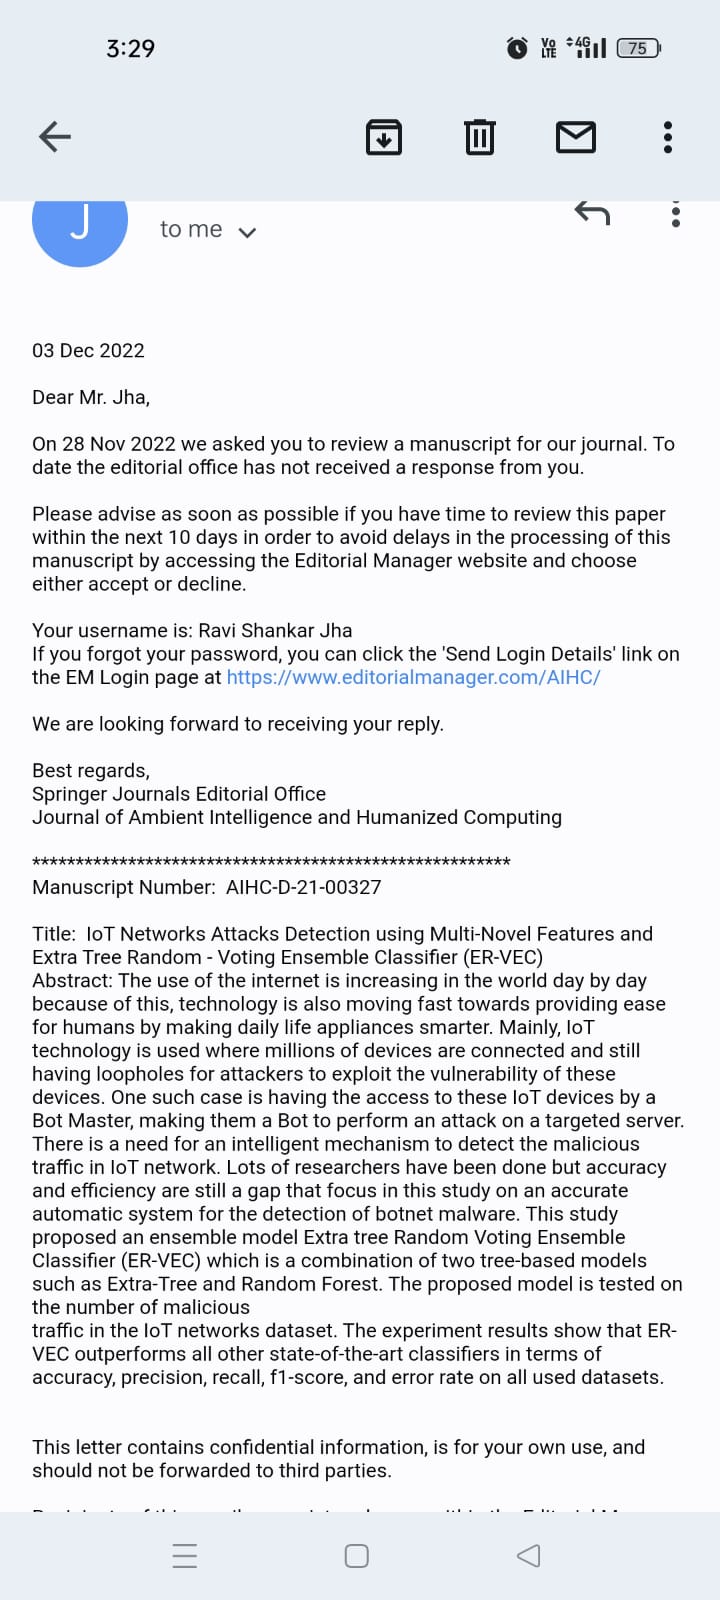 3:29
Vo
LTE
4G
75
J
to me
03 Dec 2022
Dear Mr. Jha,
On 28 Nov 2022 we asked you to review a manuscript for our journal. To
date the editorial office has not received a response from you.
Please advise as soon as possible if you have time to review this paper
within the next 10 days in order to avoid delays in the processing of this
manuscript by accessing the Editorial Manager website and choose
either accept or decline.
Your username is: Ravi Shankar Jha
If you forgot your password, you can click the 'Send Login Details' link on
the EM Login page at https://www.editorialmanager.com/AIHC/
We are looking forward to receiving your reply.
Best regards,
Springer Journals Editorial Office
Journal of Ambient Intelligence and Humanized Computing
*******************************************************
Manuscript Number:  AIHC-D-21-00327
Title:  IoT Networks Attacks Detection using Multi-Novel Features and
Extra Tree Random - Voting Ensemble Classifier (ER-VEC)
Abstract: The use of the internet is increasing in the world day by day
because of this, technology is also moving fast towards providing ease
for humans by making daily life appliances smarter. Mainly, IoT
technology is used where millions of devices are connected and still
having loopholes for attackers to exploit the vulnerability of these
devices. One such case is having the access to these IoT devices by a
Bot Master, making them a Bot to perform an attack on a targeted server.
There is a need for an intelligent mechanism to detect the malicious
traffic in IoT network. Lots of researchers have been done but accuracy
and efficiency are still a gap that focus in this study on an accurate
automatic system for the detection of botnet malware. This study
proposed an ensemble model Extra tree Random Voting Ensemble
Classifier (ER-VEC) which is a combination of two tree-based models
such as Extra-Tree and Random Forest. The proposed model is tested on
the number of malicious
traffic in the IoT networks dataset. The experiment results show that ER-
VEC outperforms all other state-of-the-art classifiers in terms of
accuracy, precision, recall, f1-score, and error rate on all used datasets.
This letter contains confidential information, is for your own use, and
should not be forwarded to third parties.